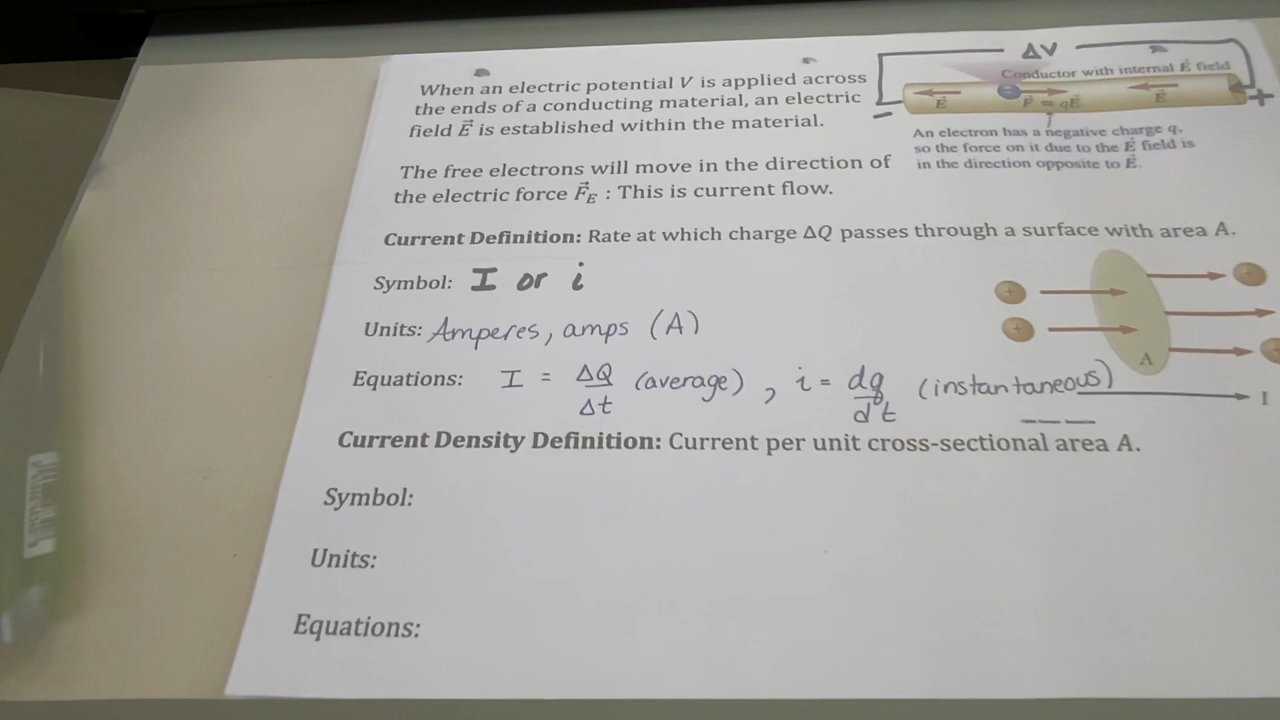 ΔV
When an electric potential V is applied across
the ends of a conducting material, an electric
field E⃗ is established within the material.
Conductor with internal E⃗ field
E⃗ F⃗ = qE⃗ E⃗
− +
An electron has a negative charge q,
so the force on it due to the E⃗ field is
in the direction opposite to E⃗.
The free electrons will move in the direction of
the electric force F⃗_E : This is current flow.
Current Definition: Rate at which charge ΔQ passes through a surface with area A.
Symbol: I or i
Units: Amperes, amps (A)
+ + + +
A
I
Equations: I = ΔQ/Δt (average), i = dq/dt (instantaneous)
Current Density Definition: Current per unit cross-sectional area A.
Symbol:
Units:
Equations: